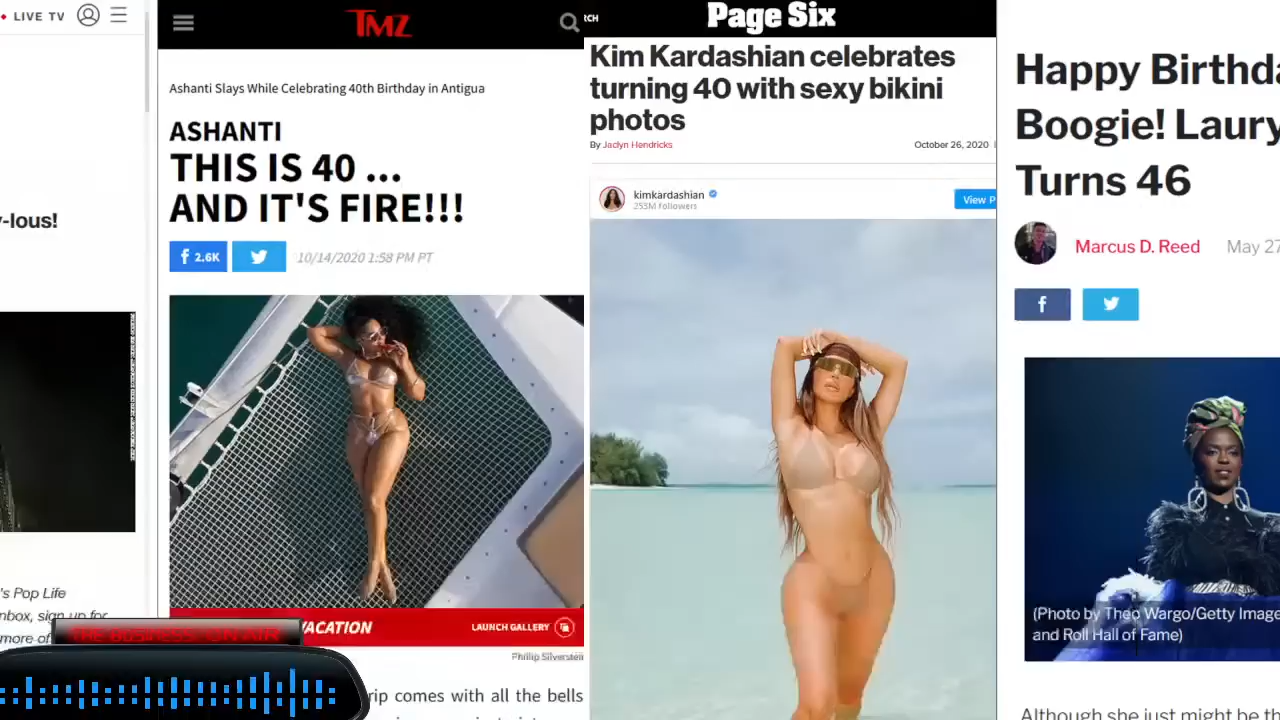 LIVE TV
-lous!
's Pop Life
nbox, sign up for
more of
THE BUSINESS: ON AIR
TMZ
Ashanti Slays While Celebrating 40th Birthday in Antigua
ASHANTI
THIS IS 40 ...
AND IT'S FIRE!!!
2.6K
10/14/2020 1:58 PM PT
VACATION
LAUNCH GALLERY
Phillip Silverstein
rip comes with all the bells
RCH
Page Six
Kim Kardashian celebrates
turning 40 with sexy bikini
photos
By Jaclyn Hendricks
October 26, 2020
kimkardashian
253M Followers
View P
Happy Birthda
Boogie! Laury
Turns 46
Marcus D. Reed
May 27
(Photo by Theo Wargo/Getty Image
and Roll Hall of Fame)
Although she just might be th